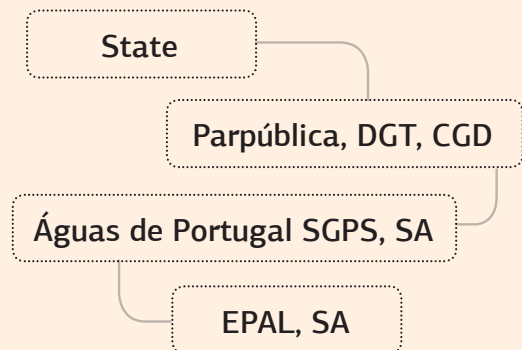 State
Parpública, DGT, CGD
Águas de Portugal SGPS, SA
EPAL, SA